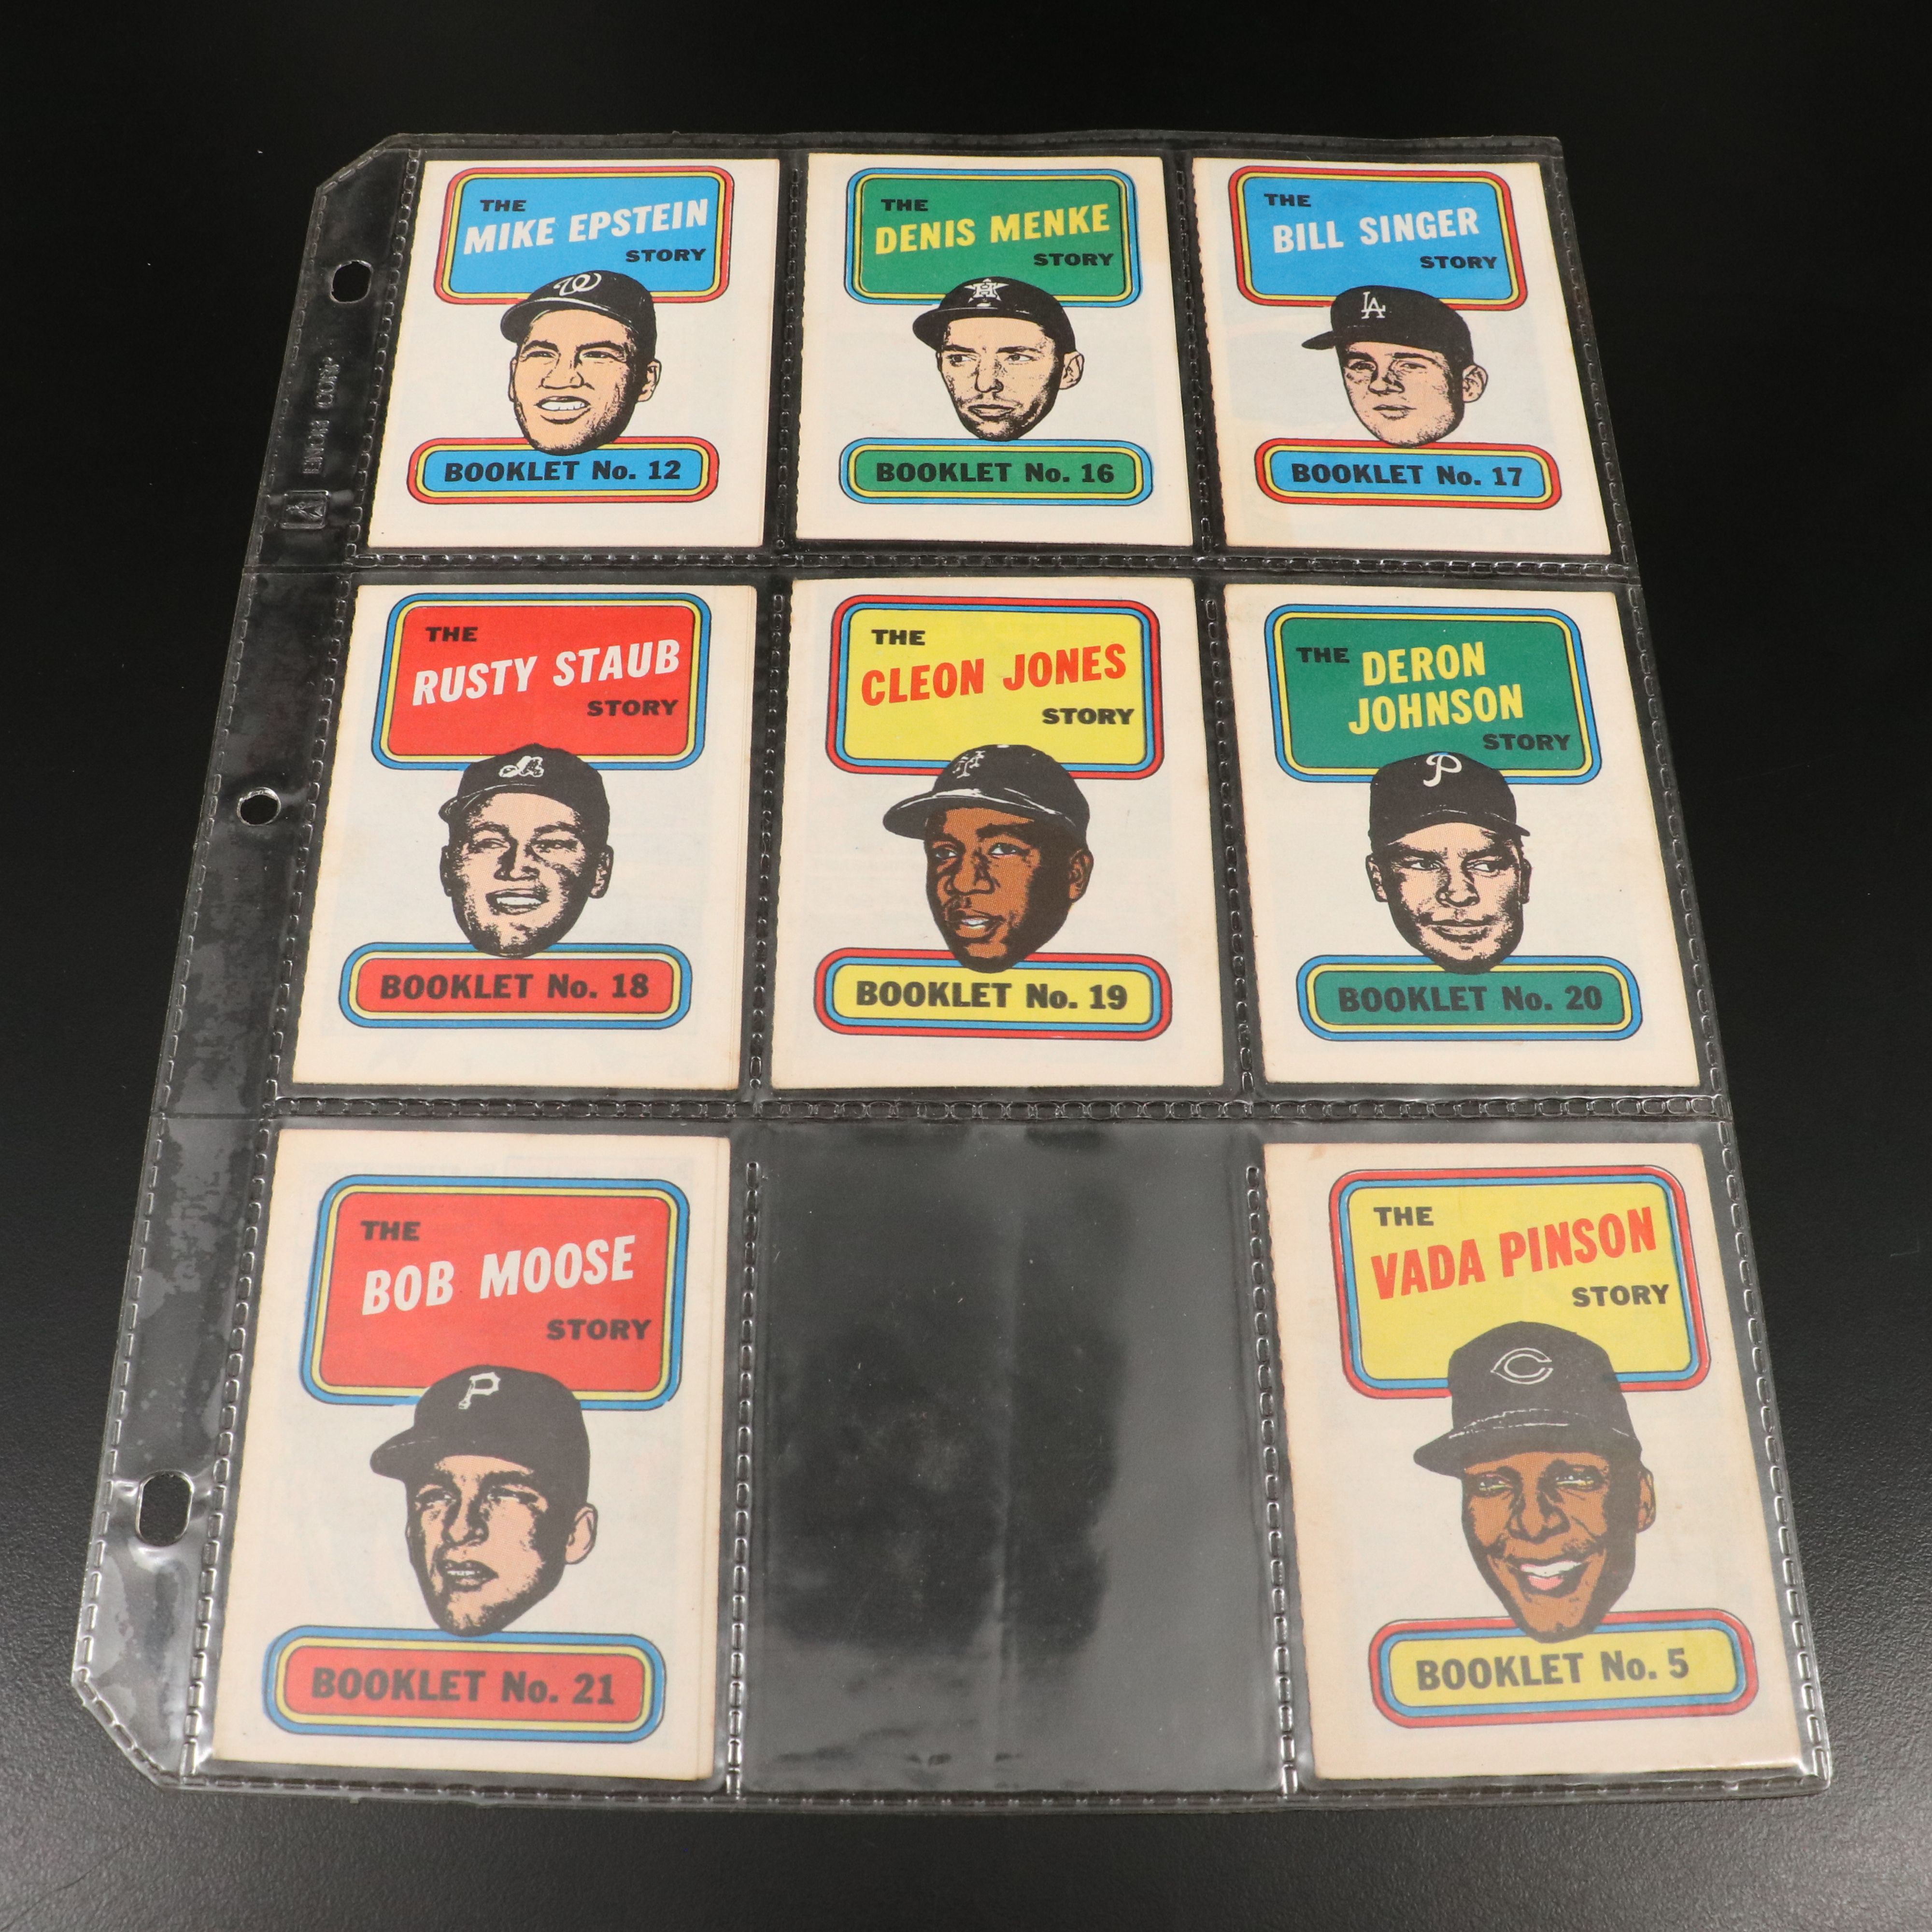 THE
MIKE EPSTEIN
STORY
W
BOOKLET No. 12
THE
DENIS MENKE
STORY
H
BOOKLET No. 16
THE
BILL SINGER
STORY
LA
BOOKLET No. 17
THE
RUSTY STAUB
STORY
BOOKLET No. 18
THE
CLEON JONES
STORY
NY
BOOKLET No. 19
THE DERON
JOHNSON
STORY
P
BOOKLET No. 20
THE
BOB MOOSE
STORY
P
BOOKLET No. 21
THE
VADA PINSON
STORY
C
BOOKLET No. 5